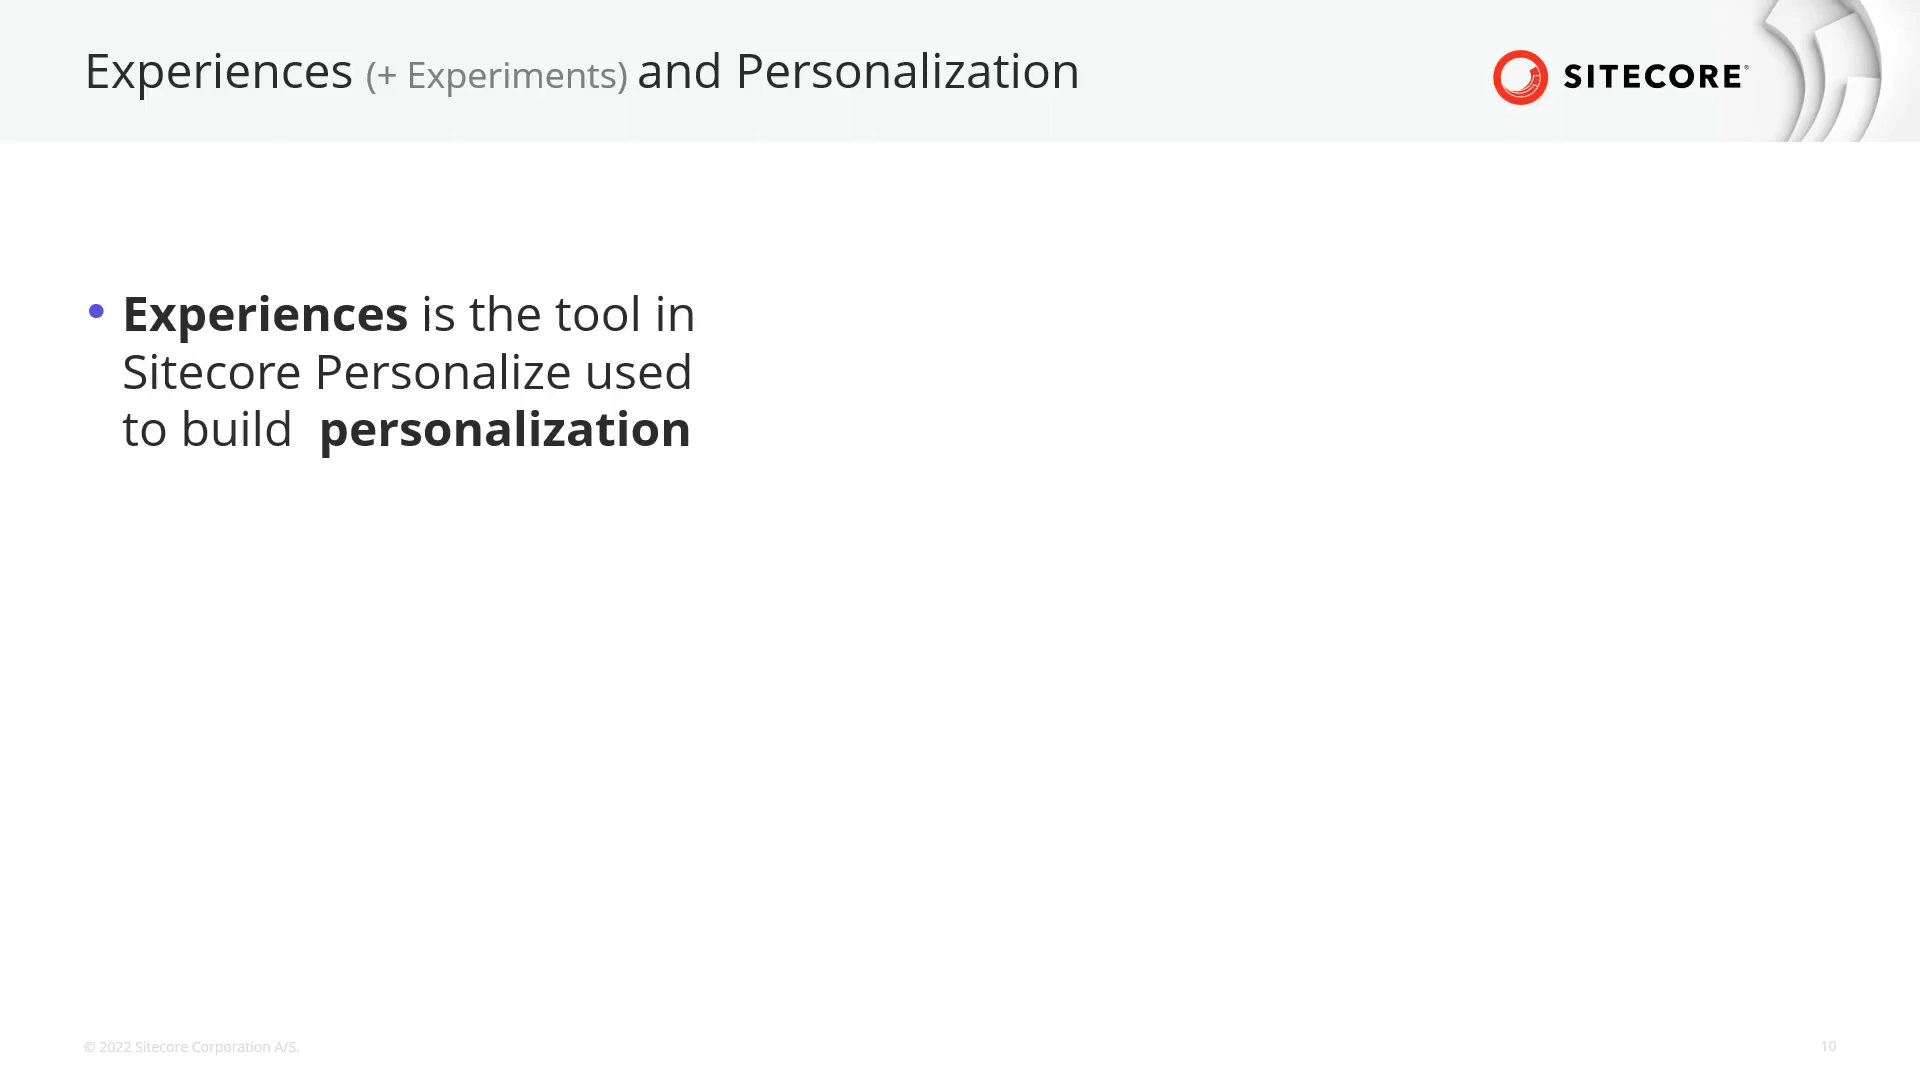 Experiences (+ Experiments) and Personalization
SITECORE®
• Experiences is the tool in
Sitecore Personalize used
to build  personalization
© 2022 Sitecore Corporation A/S.
10